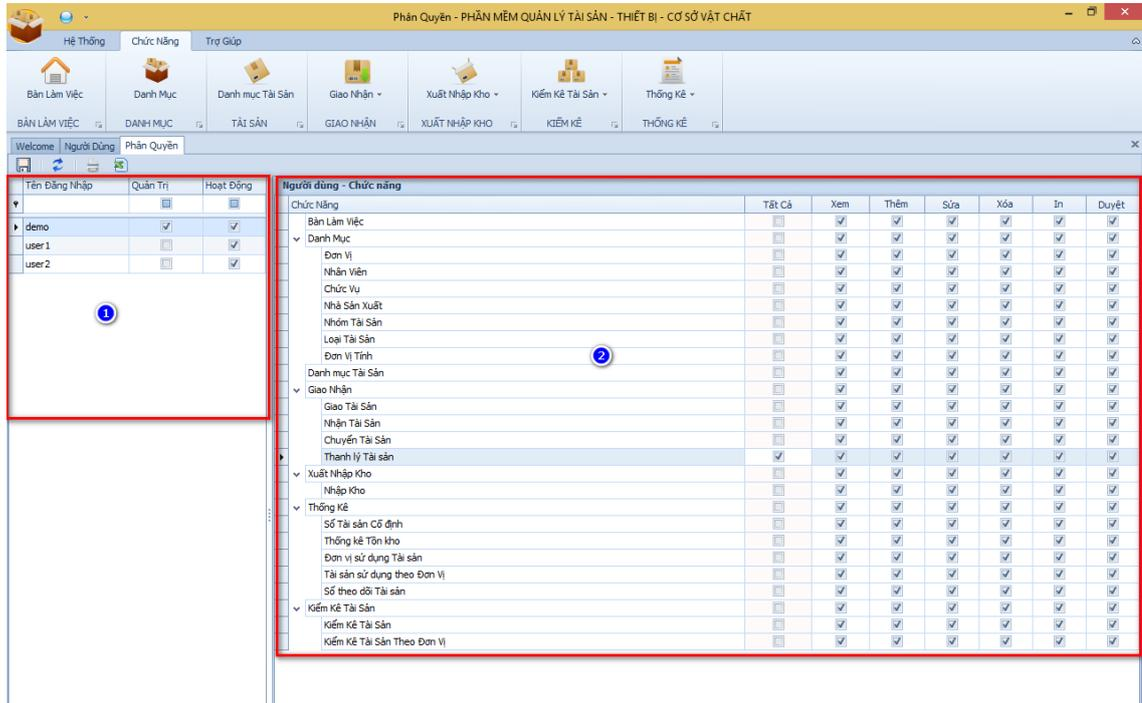 Phân Quyền - PHẦN MỀM QUẢN LÝ TÀI SẢN - THIẾT BỊ - CƠ SỞ VẬT CHẤT
Hệ Thống Chức Năng Trợ Giúp
Bàn Làm Việc Danh Mục Danh mục Tài Sản Giao Nhận Xuất Nhập Kho Kiểm Kê Tài Sản Thống Kê
BÀN LÀM VIỆC DANH MỤC TÀI SẢN GIAO NHẬN XUẤT NHẬP KHO KIỂM KÊ THỐNG KÊ
Welcome Người Dùng Phân Quyền
Tên Đăng Nhập Quản Trị Hoạt Động
demo
user1
user2
1
Người dùng - Chức năng
Chức Năng Tất Cả Xem Thêm Sửa Xóa In Duyệt
Bàn Làm Việc
Danh Mục
Đơn Vị
Nhân Viên
Chức Vụ
Nhà Sản Xuất
Nhóm Tài Sản
Loại Tài Sản
Đơn Vị Tính
2
Danh mục Tài Sản
Giao Nhận
Giao Tài Sản
Nhận Tài Sản
Chuyển Tài Sản
Thanh lý Tài sản
Xuất Nhập Kho
Nhập Kho
Thống Kê
Sổ Tài sản Cố định
Thống kê Tồn kho
Đơn vị sử dụng Tài sản
Tài sản sử dụng theo Đơn Vị
Sổ theo dõi Tài sản
Kiểm Kê Tài Sản
Kiểm Kê Tài Sản
Kiểm Kê Tài Sản Theo Đơn Vị